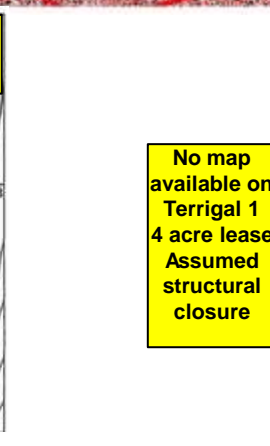 No map
available on
Terrigal 1
4 acre lease
Assumed
structural
closure